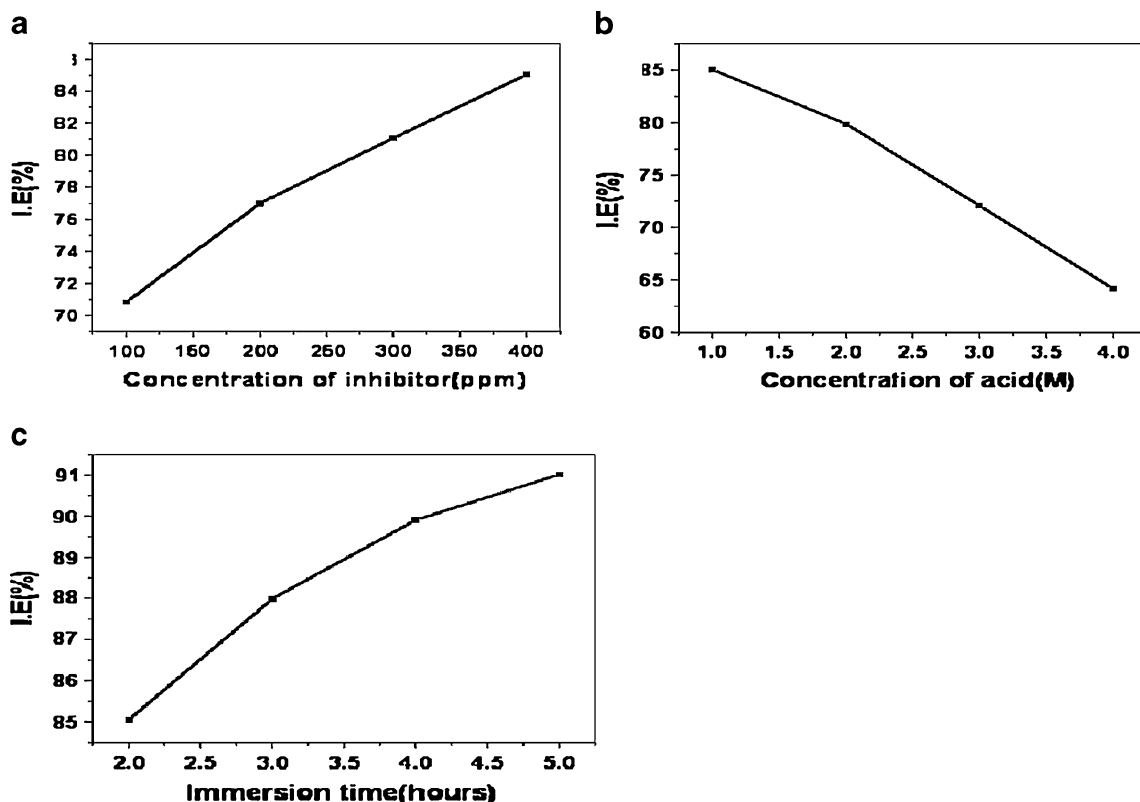 a
84
82
80
78
76
74
72
70
I.E(%)
100 150 200 250 300 350 400
Concentration of inhibitor(ppm)
b
85
80
75
70
65
60
I.E(%)
1.0 1.5 2.0 2.5 3.0 3.5 4.0
Concentration of acid(M)
c
91
90
89
88
87
86
85
I.E(%)
2.0 2.5 3.0 3.5 4.0 4.5 5.0
Immersion time(hours)